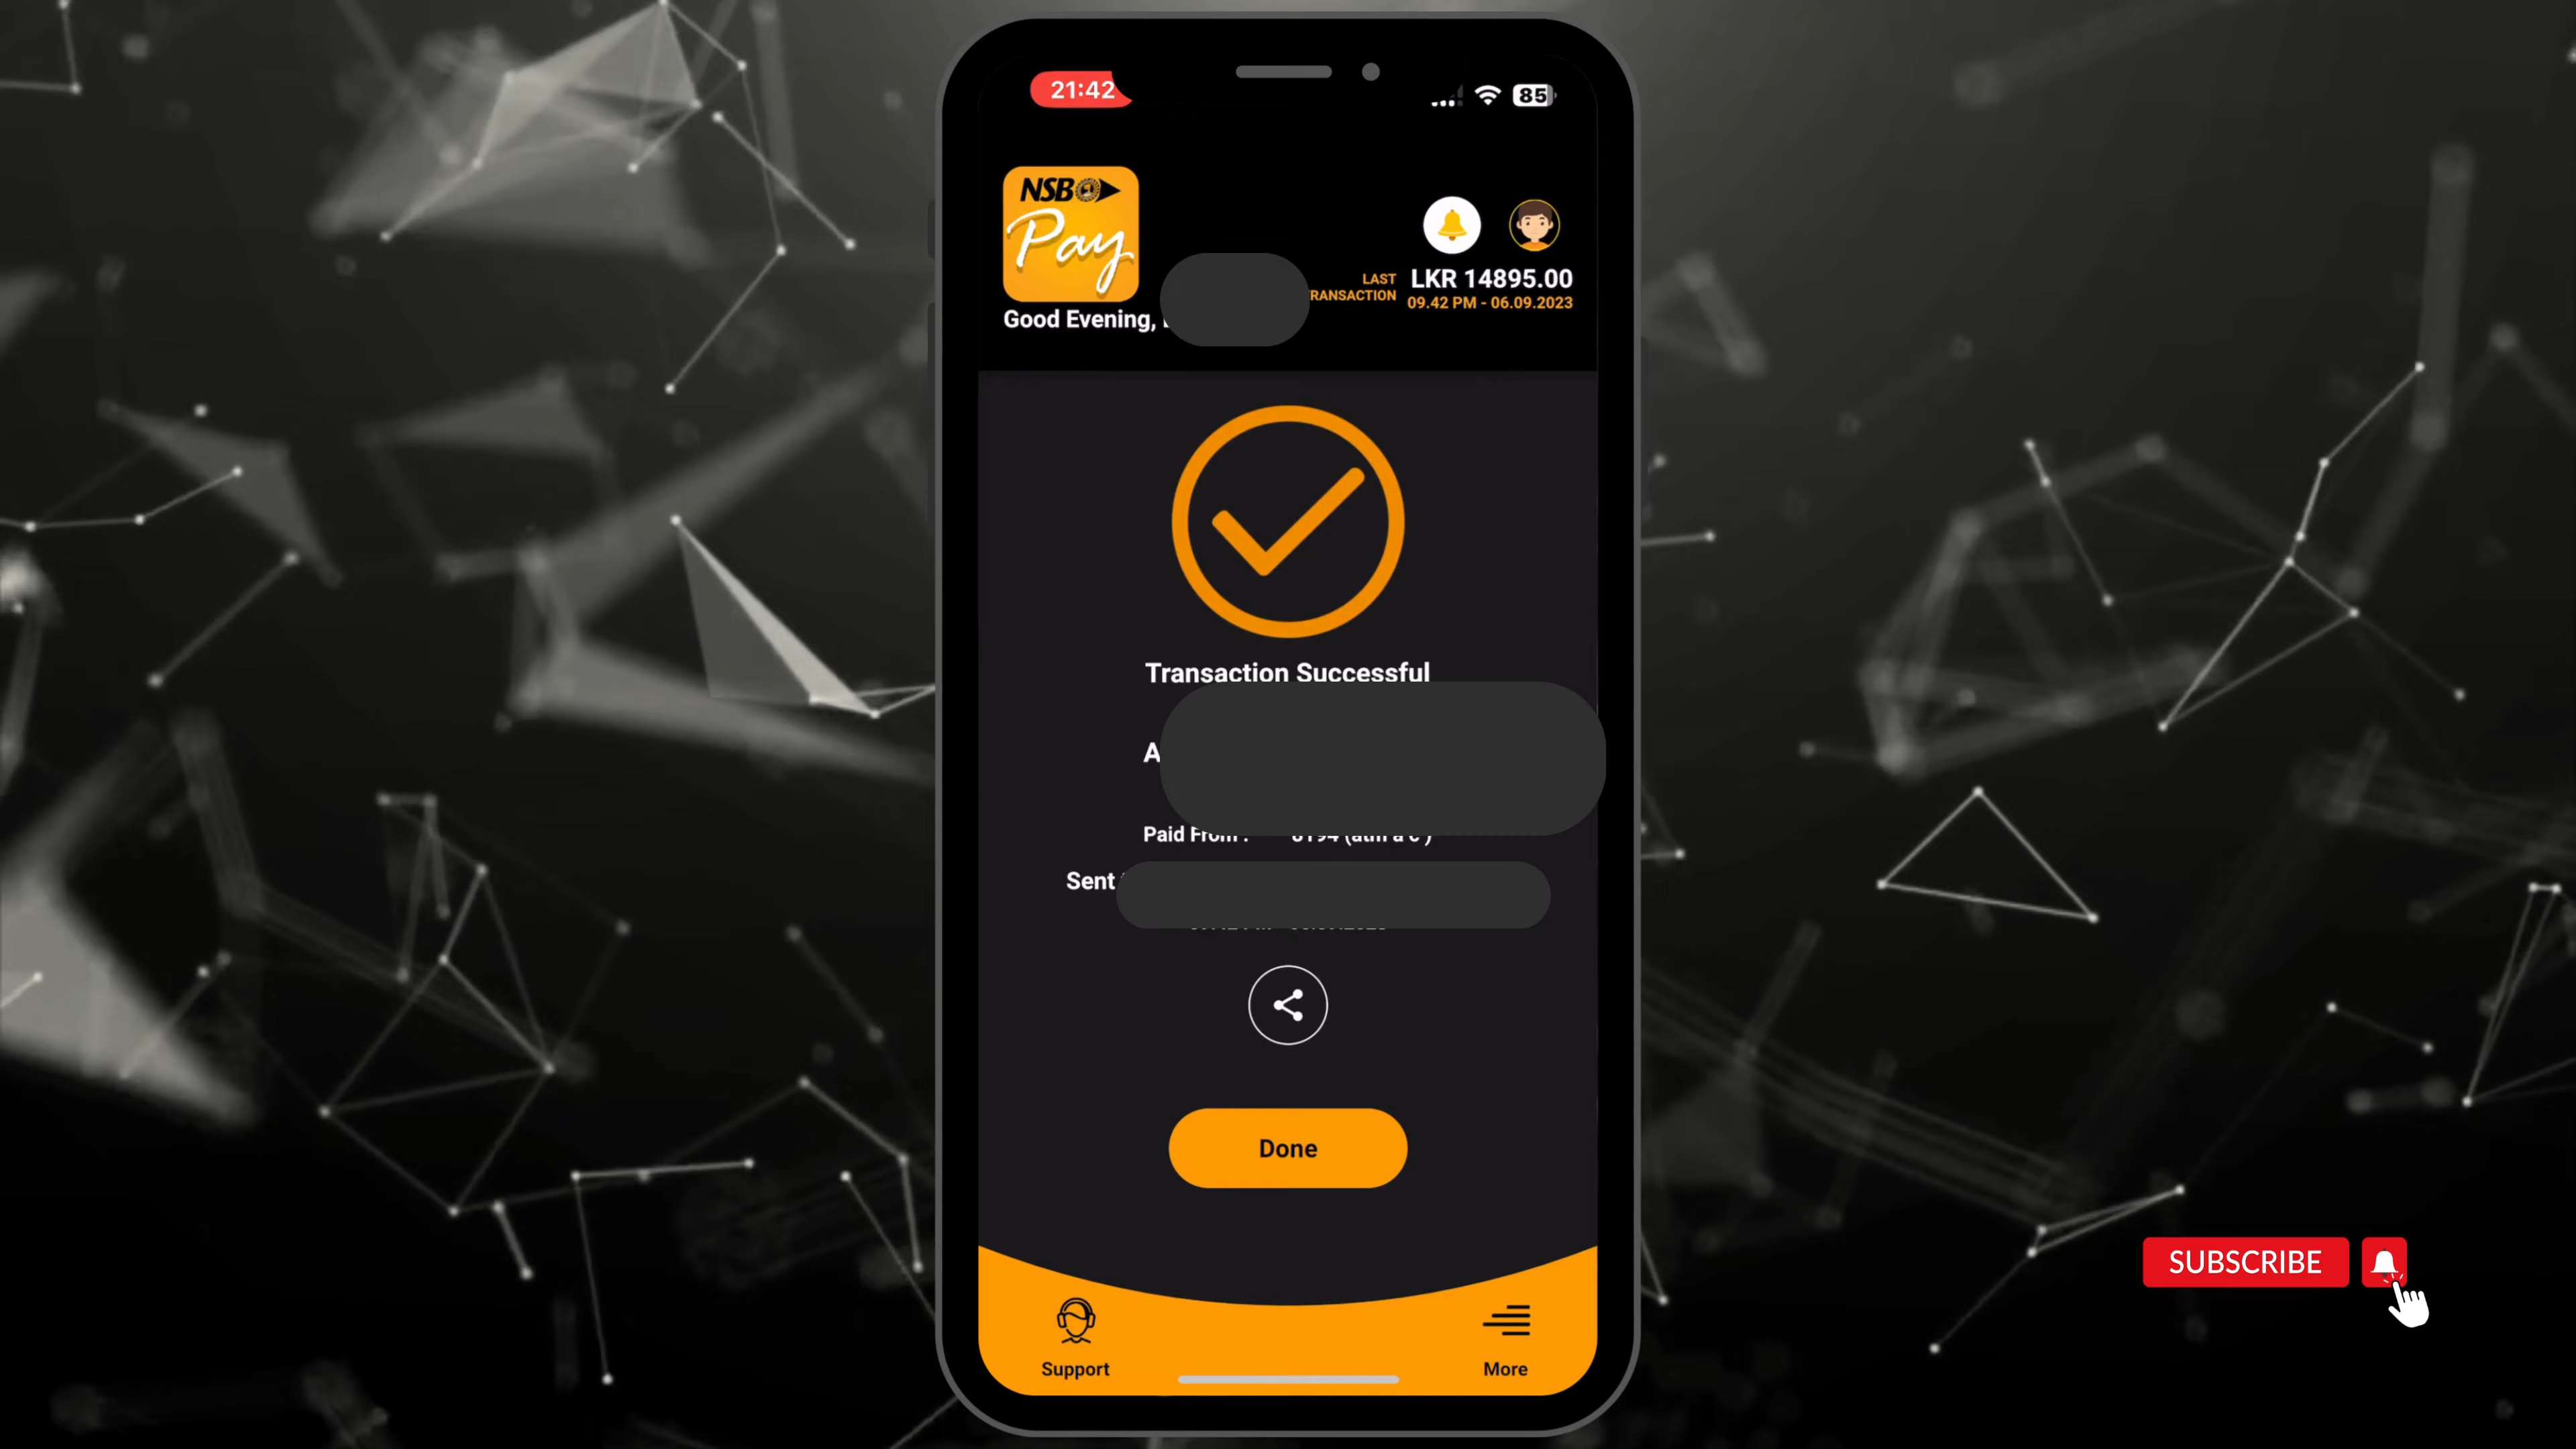 21:42
85
NSB
Pay
LAST
LKR 14895.00
RANSACTION
09.42 PM - 06.09.2023
Good Evening,
Transaction Successful
A
Paid From :
Sent
Done
Support
More
SUBSCRIBE